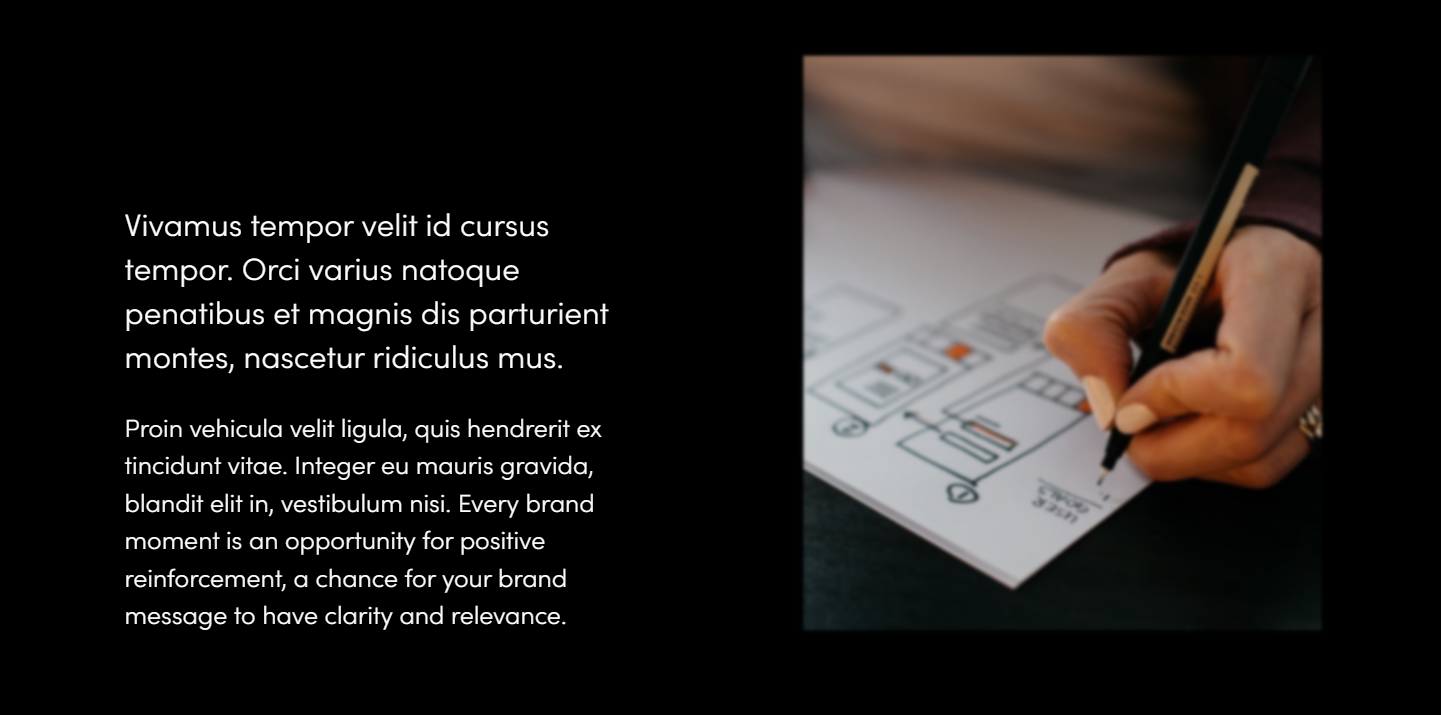 Vivamus tempor velit id cursus
tempor. Orci varius natoque
penatibus et magnis dis parturient
montes, nascetur ridiculus mus.
Proin vehicula velit ligula, quis hendrerit ex
tincidunt vitae. Integer eu mauris gravida,
blandit elit in, vestibulum nisi. Every brand
moment is an opportunity for positive
reinforcement, a chance for your brand
message to have clarity and relevance.
USER
GOALS
1.